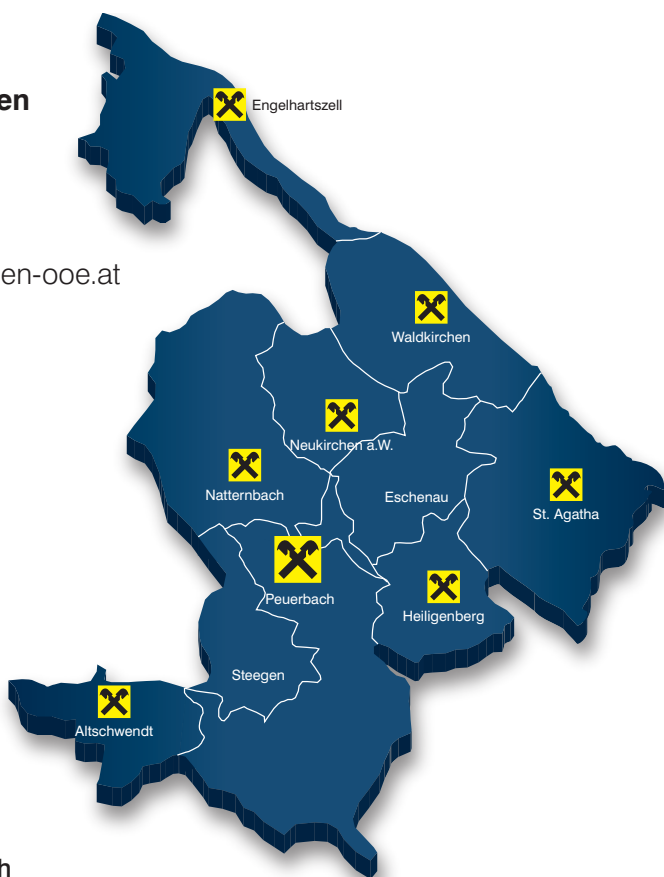 en
Engelhartszell
en-ooe.at
Waldkirchen
Neukirchen a.W.
Natternbach
Eschenau
St. Agatha
Peuerbach
Heiligenberg
Steegen
Altschwendt
h